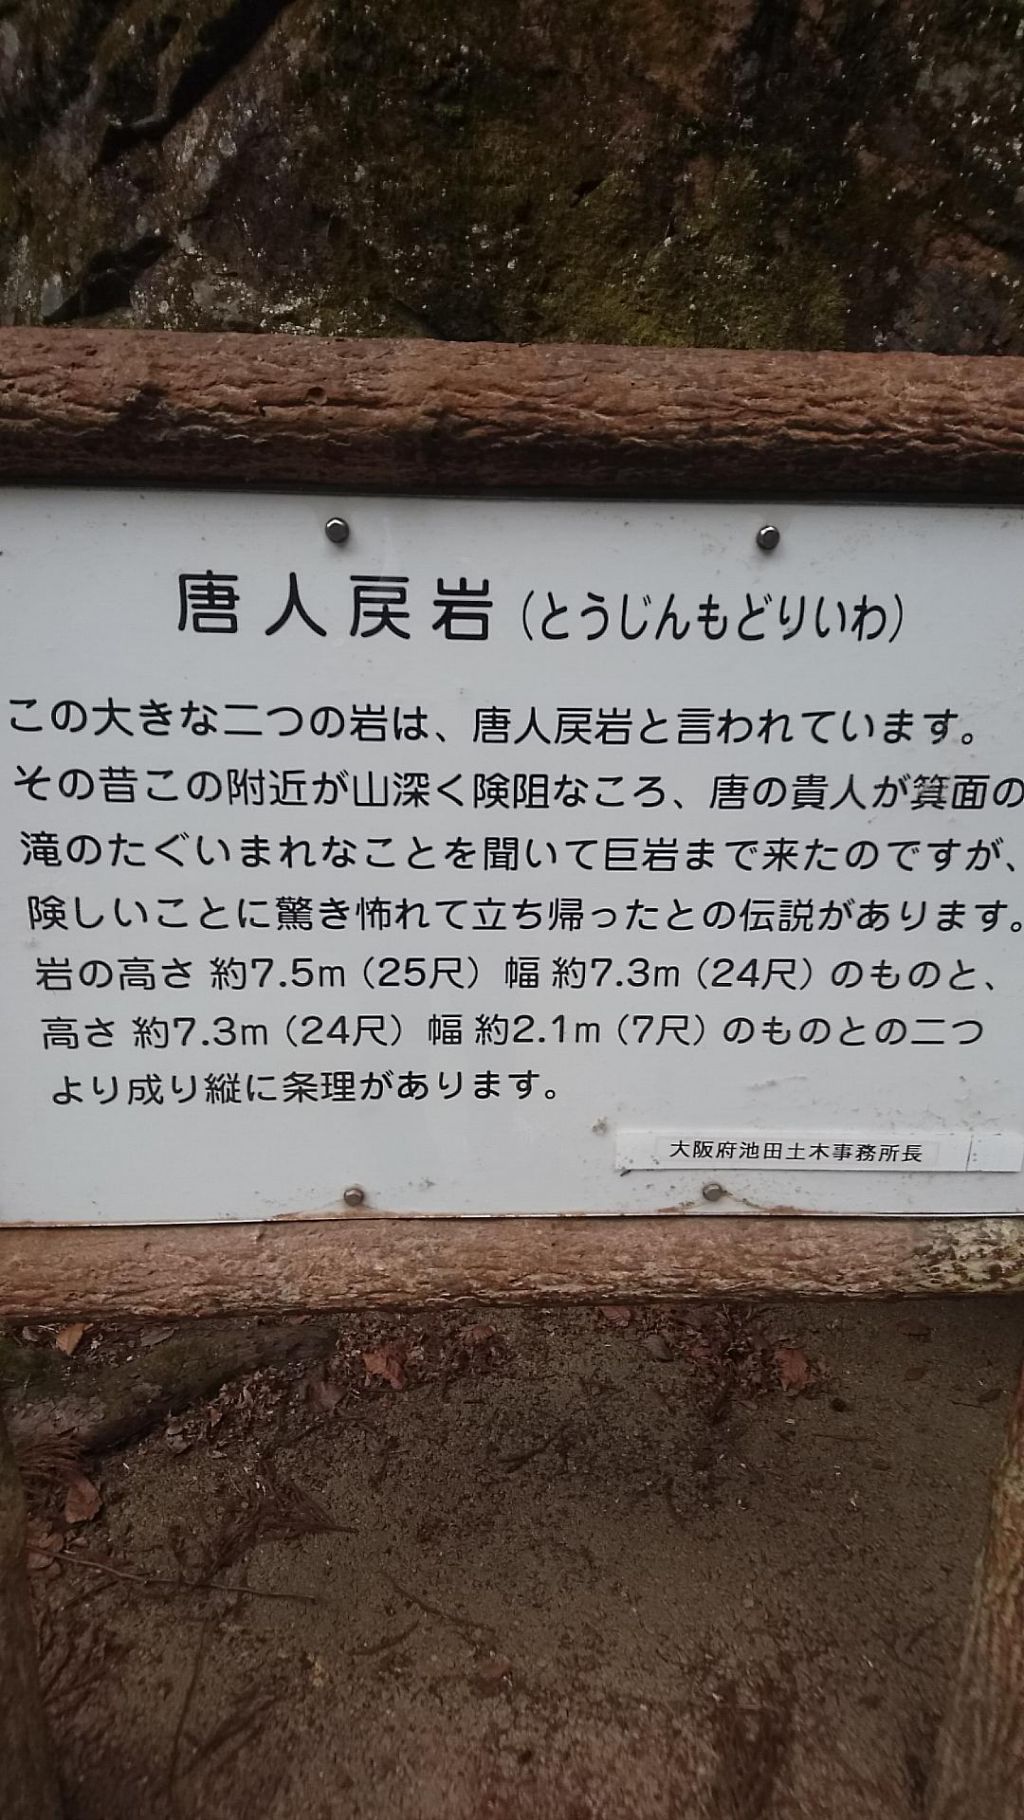 唐人戻岩（とうじんもどりいわ）
この大きな二つの岩は、唐人戻岩と言われています。
その昔この附近が山深く険阻なころ、唐の貴人が箕面の
滝のたぐいまれなことを聞いて巨岩まで来たのですが、
険しいことに驚き怖れて立ち帰ったとの伝説があります。
岩の高さ 約7.5m（25尺） 幅 約7.3m（24尺）のものと、
高さ 約7.3m（24尺） 幅 約2.1m（7尺）のものとの二つ
より成り縦に条理があります。
大阪府池田土木事務所長